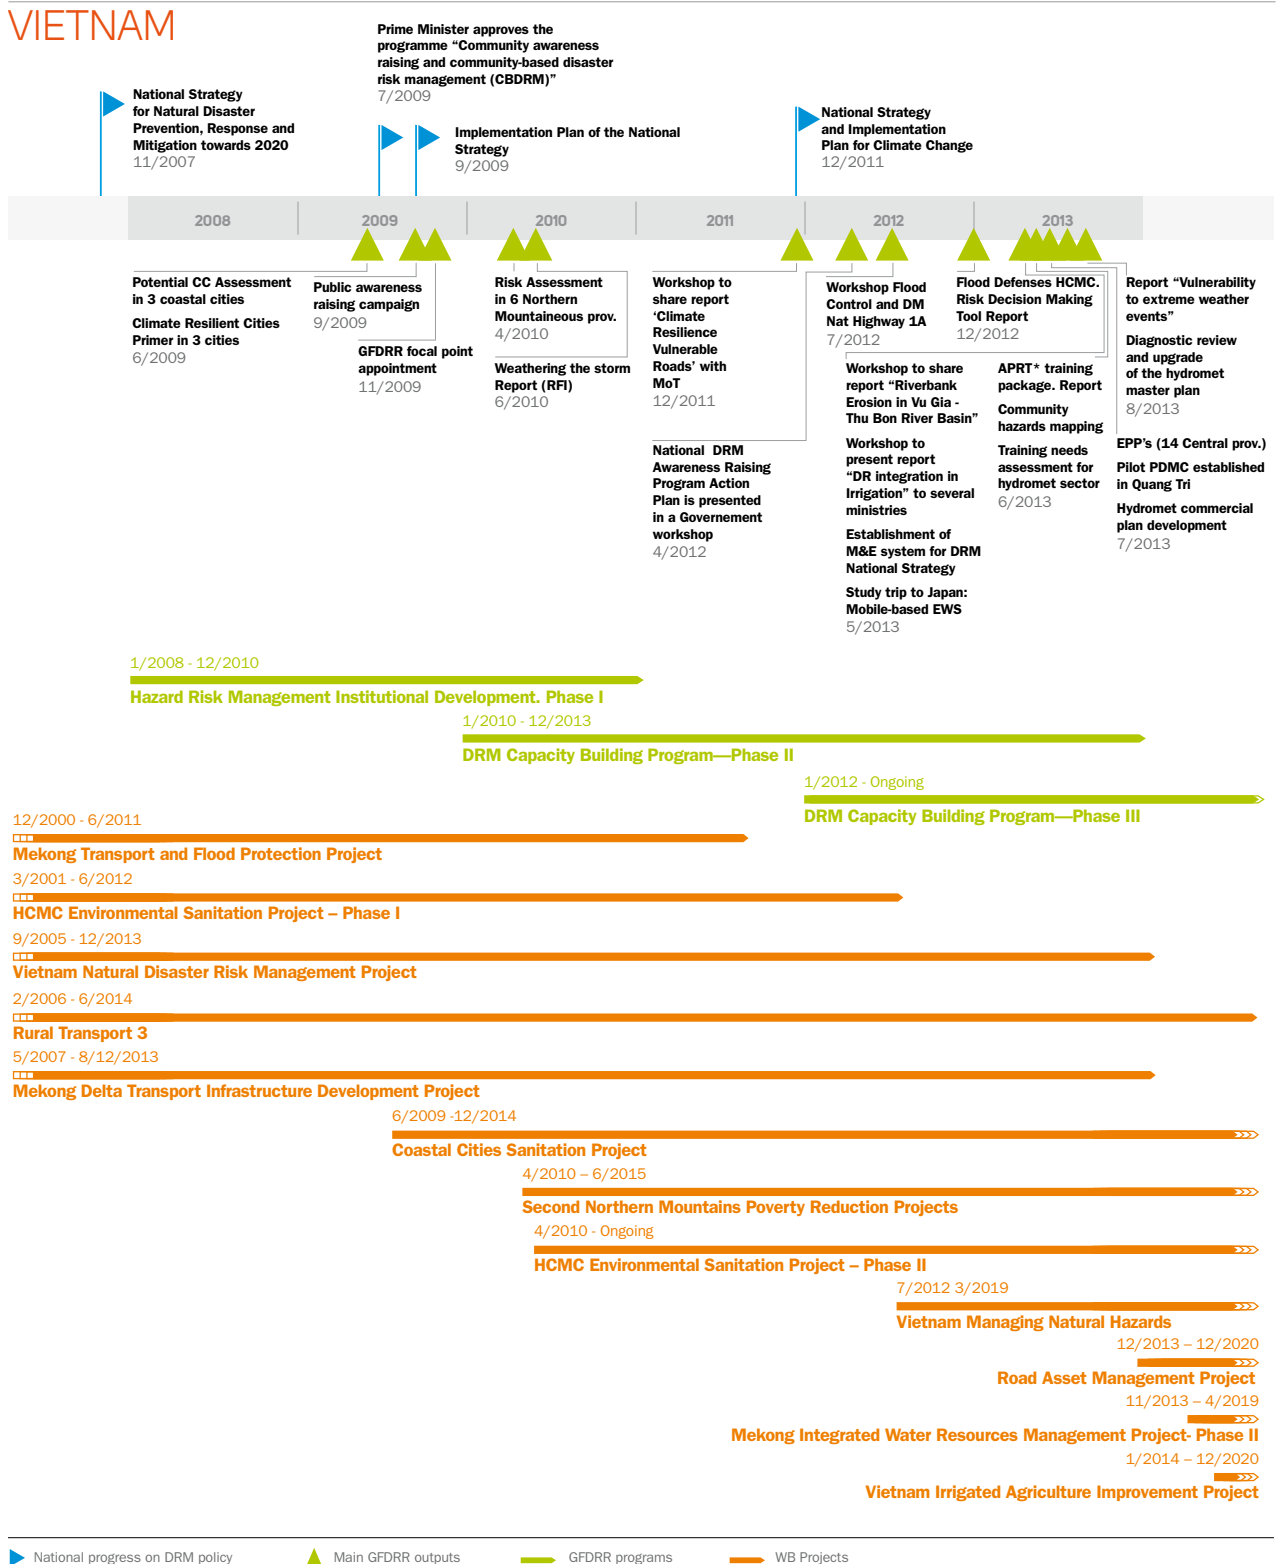 VIETNAM
Prime Minister approves the
programme “Community awareness
raising and community-based disaster
risk management (CBDRM)”
7/2009
National Strategy
for Natural Disaster
Prevention, Response and
Mitigation towards 2020
11/2007
Implementation Plan of the National
Strategy
9/2009
National Strategy
and Implementation
Plan for Climate Change
12/2011
2008
2009
2010
2011
2012
2013
Potential CC Assessment
in 3 coastal cities
Climate Resilient Cities
Primer in 3 cities
6/2009
Public awareness
raising campaign
9/2009
GFDRR focal point
appointment
11/2009
Risk Assessment
in 6 Northern
Mountaineous prov.
4/2010
Weathering the storm
Report (RFI)
6/2010
Workshop to
share report
‘Climate
Resilience
Vulnerable
Roads’ with
MoT
12/2011
National DRM
Awareness Raising
Program Action
Plan is presented
in a Governement
workshop
4/2012
Workshop Flood
Control and DM
Nat Highway 1A
7/2012
Workshop to share
report “Riverbank
Erosion in Vu Gia -
Thu Bon River Basin”
Workshop to
present report
“DR integration in
Irrigation” to several
ministries
Establishment of
M&E system for DRM
National Strategy
Study trip to Japan:
Mobile-based EWS
5/2013
Flood Defenses HCMC.
Risk Decision Making
Tool Report
12/2012
APRT* training
package. Report
Community
hazards mapping
Training needs
assessment for
hydromet sector
6/2013
Report “Vulnerability
to extreme weather
events”
Diagnostic review
and upgrade
of the hydromet
master plan
8/2013
EPP’s (14 Central prov.)
Pilot PDMC established
in Quang Tri
Hydromet commercial
plan development
7/2013
1/2008 - 12/2010
Hazard Risk Management Institutional Development. Phase I
1/2010 - 12/2013
DRM Capacity Building Program—Phase II
1/2012 - Ongoing
DRM Capacity Building Program—Phase III
12/2000 - 6/2011
Mekong Transport and Flood Protection Project
3/2001 - 6/2012
HCMC Environmental Sanitation Project – Phase I
9/2005 - 12/2013
Vietnam Natural Disaster Risk Management Project
2/2006 - 6/2014
Rural Transport 3
5/2007 - 8/12/2013
Mekong Delta Transport Infrastructure Development Project
6/2009 -12/2014
Coastal Cities Sanitation Project
4/2010 – 6/2015
Second Northern Mountains Poverty Reduction Projects
4/2010 - Ongoing
HCMC Environmental Sanitation Project – Phase II
7/2012 3/2019
Vietnam Managing Natural Hazards
12/2013 – 12/2020
Road Asset Management Project
11/2013 – 4/2019
Mekong Integrated Water Resources Management Project- Phase II
1/2014 – 12/2020
Vietnam Irrigated Agriculture Improvement Project
National progress on DRM policy
Main GFDRR outputs
GFDRR programs
WB Projects